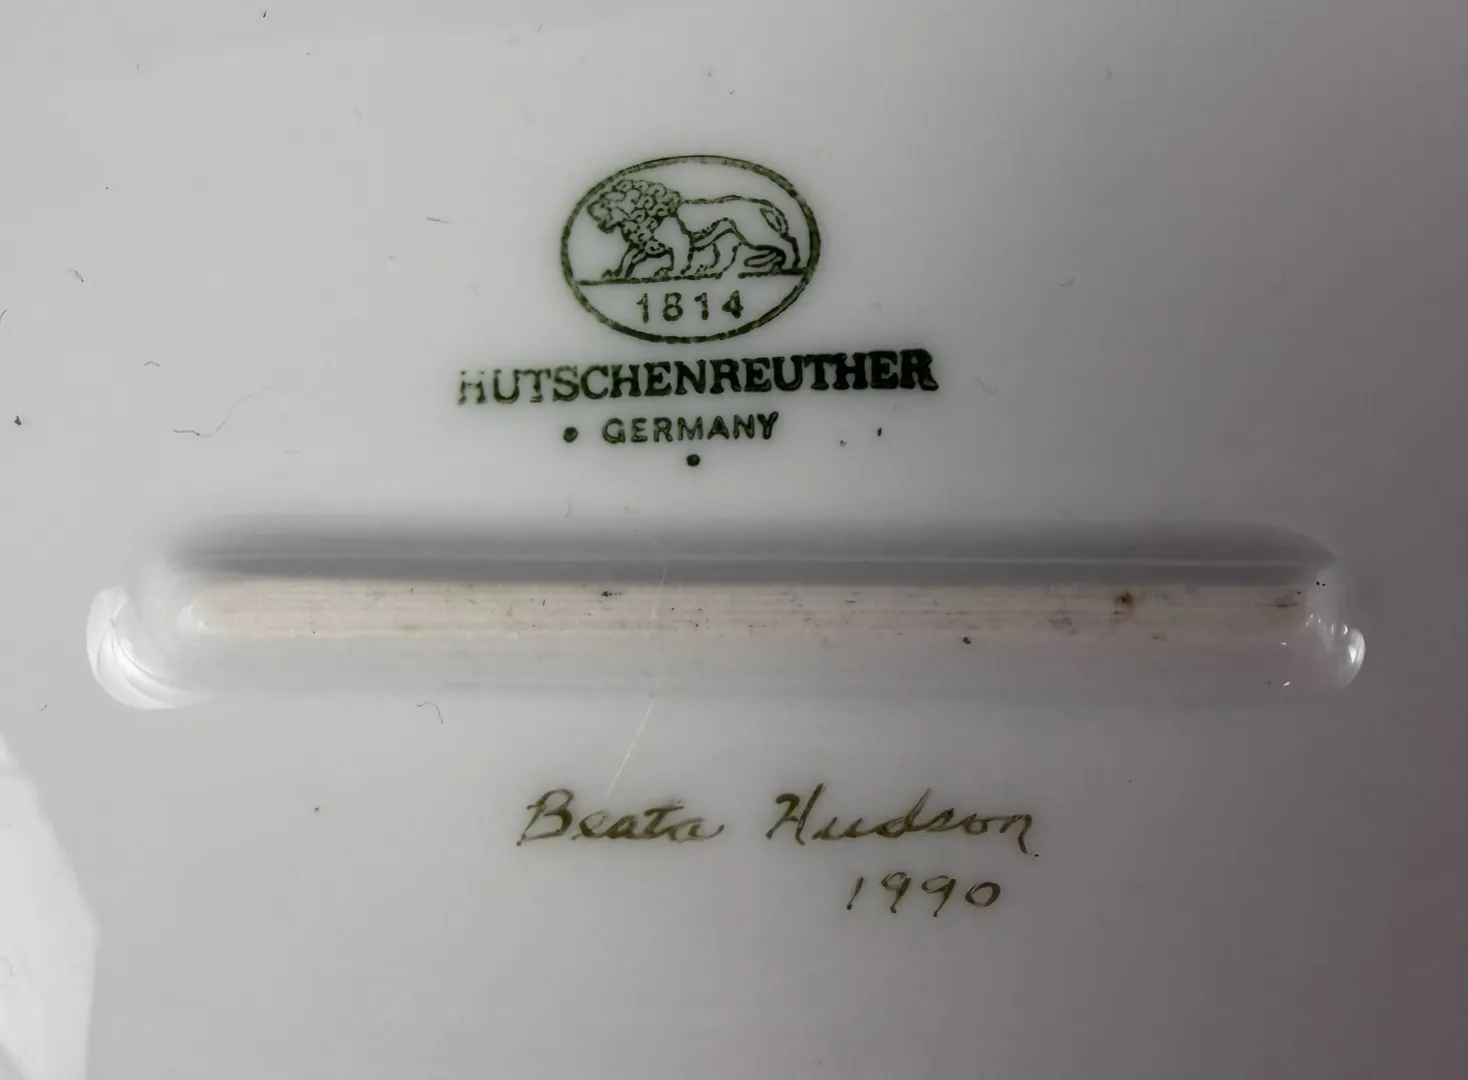 1814
HUTSCHENREUTHER
GERMANY
Beata Hudson
1990